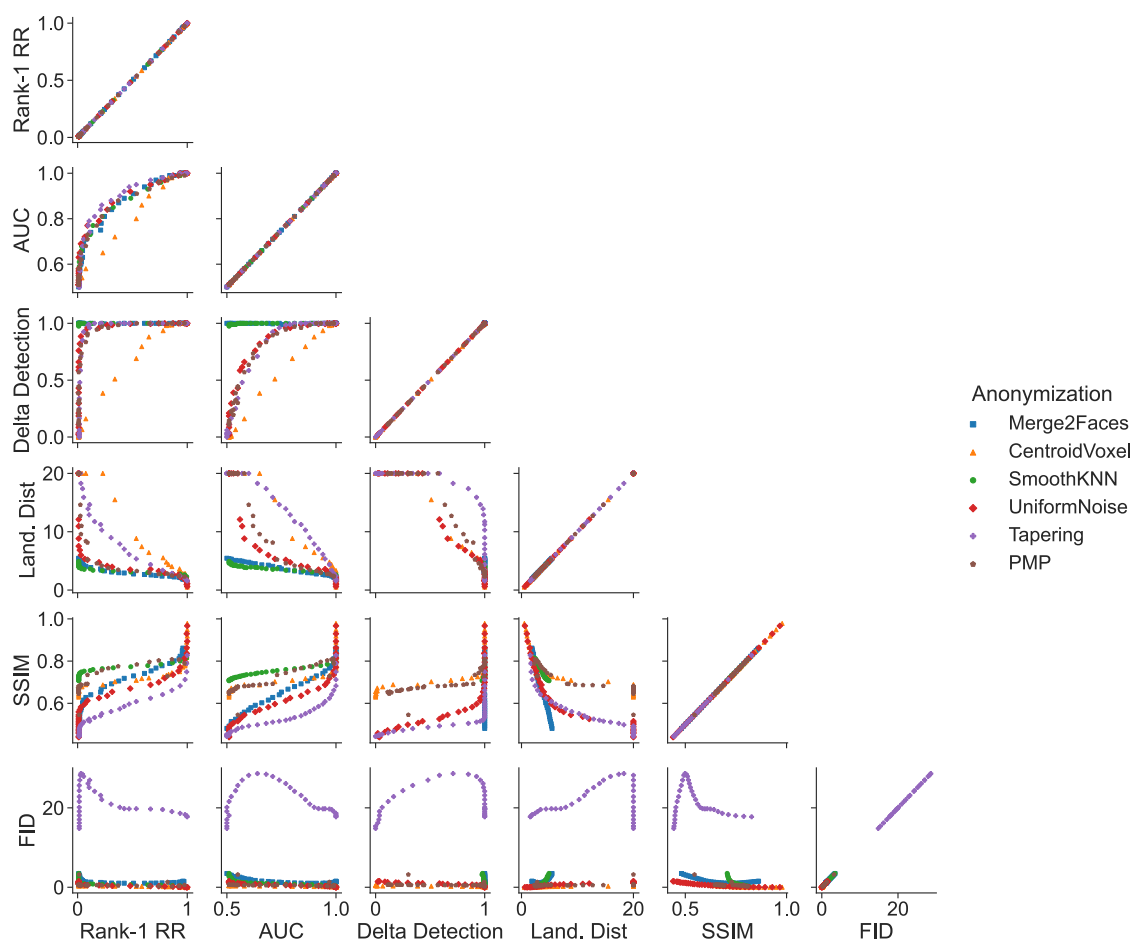 Rank-1 RR
1.0
0.5
0.0
AUC
1.0
0.8
0.6
Delta Detection
1.0
0.5
0.0
Land. Dist
20
10
0
SSIM
1.0
0.8
0.6
FID
20
0
0 1
0.5 1.0
0 1
0 20
0.5 1.0
0 20
Rank-1 RR
AUC
Delta Detection
Land. Dist
SSIM
FID
Anonymization
Merge2Faces
CentroidVoxel
SmoothKNN
UniformNoise
Tapering
PMP